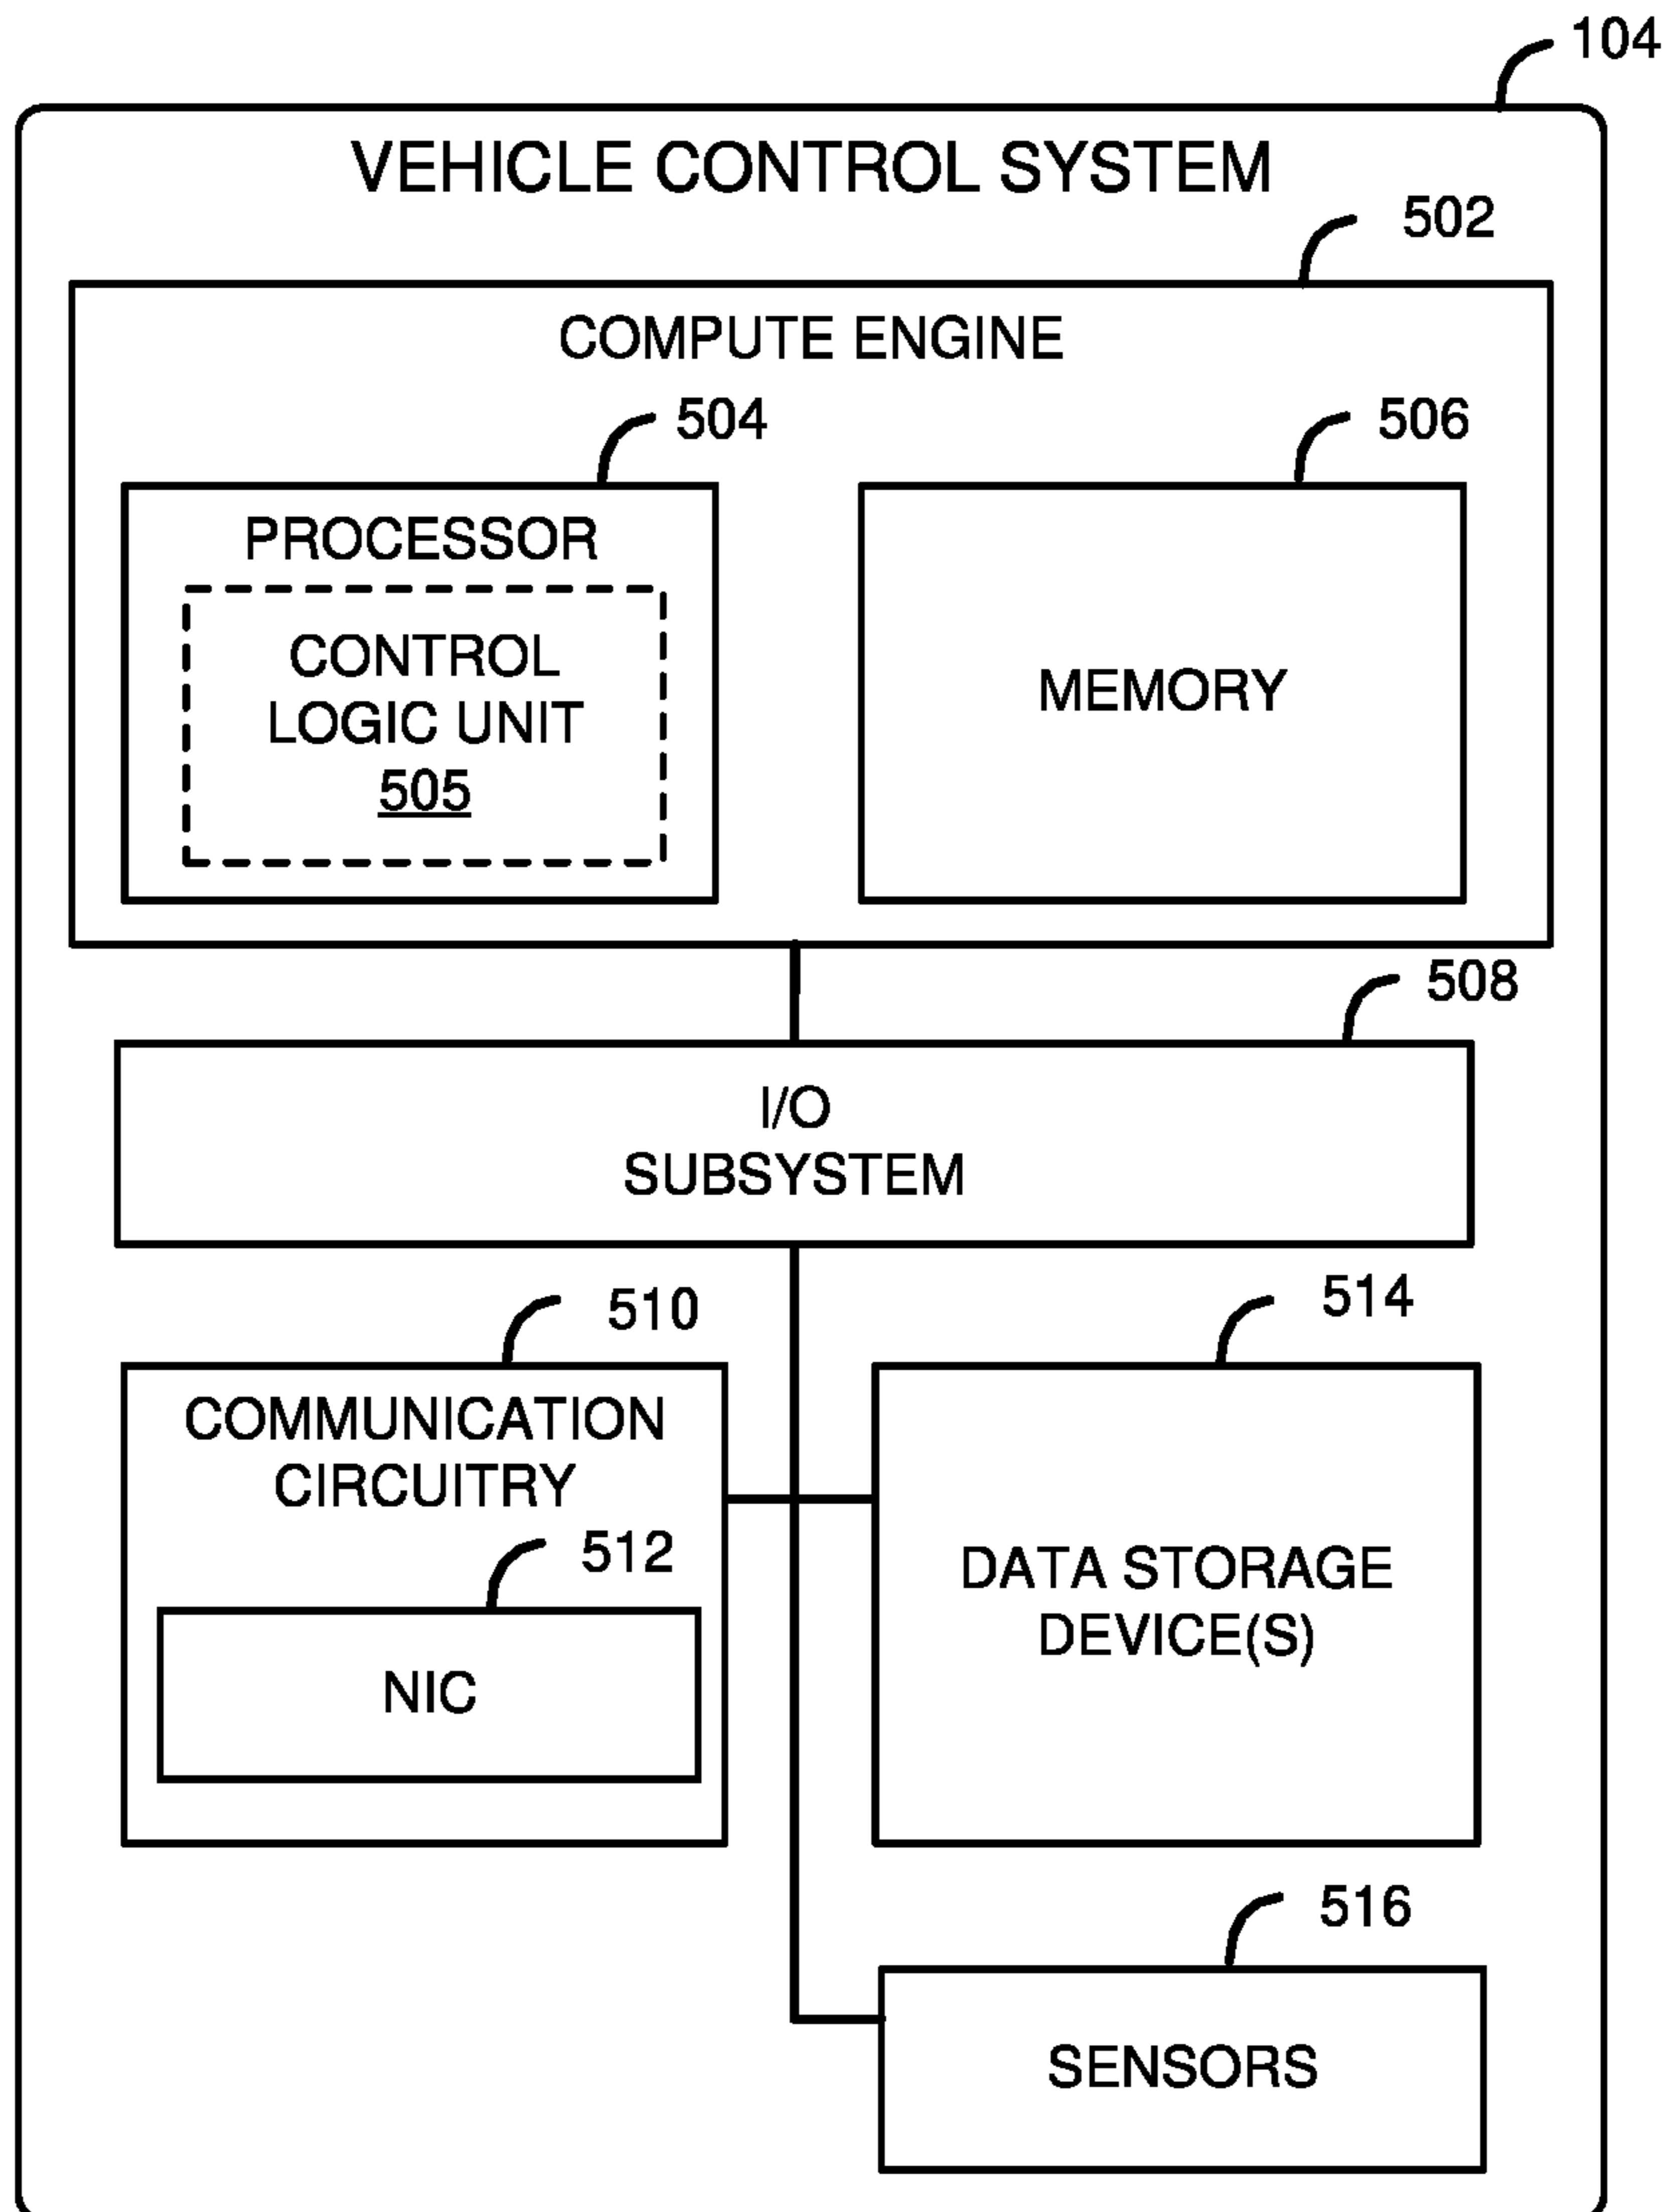 104
VEHICLE CONTROL SYSTEM
502
COMPUTE ENGINE
504
506
PROCESSOR
CONTROL
LOGIC UNIT
505
MEMORY
508
I/O
SUBSYSTEM
510
514
COMMUNICATION
CIRCUITRY
512
NIC
DATA STORAGE
DEVICE(S)
516
SENSORS